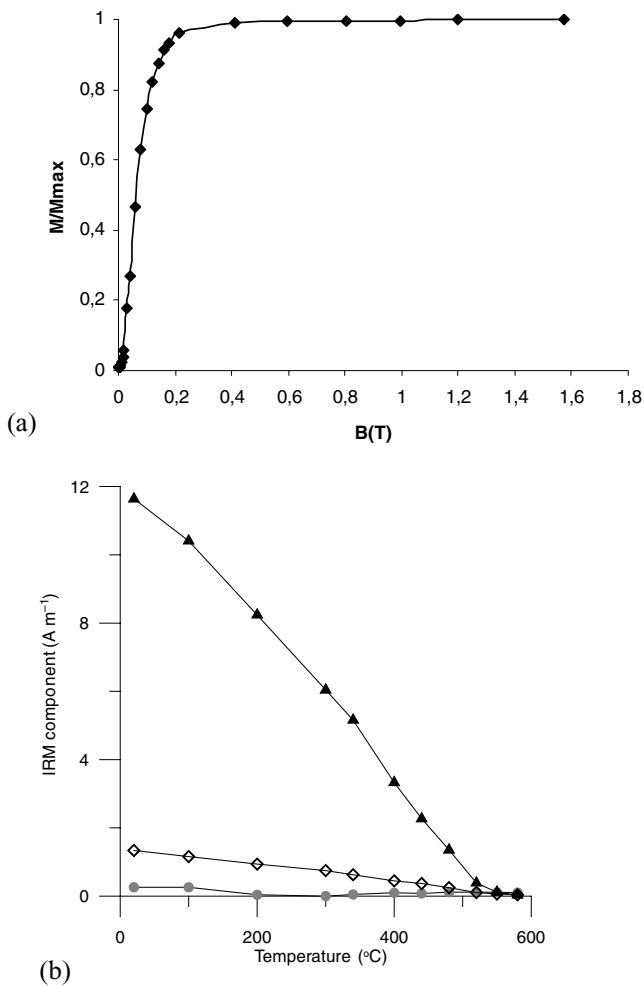 1
0,8
0,6
0,4
0,2
0
M/Mmax
0 0,2 0,4 0,6 0,8 1 1,2 1,4 1,6 1,8
B(T)
(a)
12
8
4
0
IRM component (A m⁻¹)
0 200 400 600
Temperature (°C)
(b)